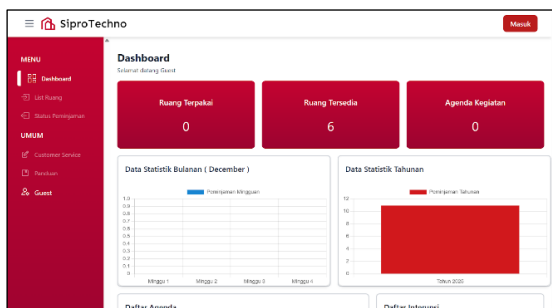 SiproTechno
Masuk
MENU
Dashboard
List Ruang
Status Peminjaman
UMUM
Customer Service
Panduan
Guest
Dashboard
Selamat datang Guest
Ruang Terpakai
0
Ruang Tersedia
6
Agenda Kegiatan
0
Data Statistik Bulanan ( December )
Peminjaman Mingguan
1.0
0.9
0.8
0.7
0.6
0.5
0.4
0.3
0.2
0.1
0
Minggu 1
Minggu 2
Minggu 3
Minggu 4
Data Statistik Tahunan
Peminjaman Tahunan
12
10
8
6
4
2
0
Daftar Agenda
Daftar Interupsi